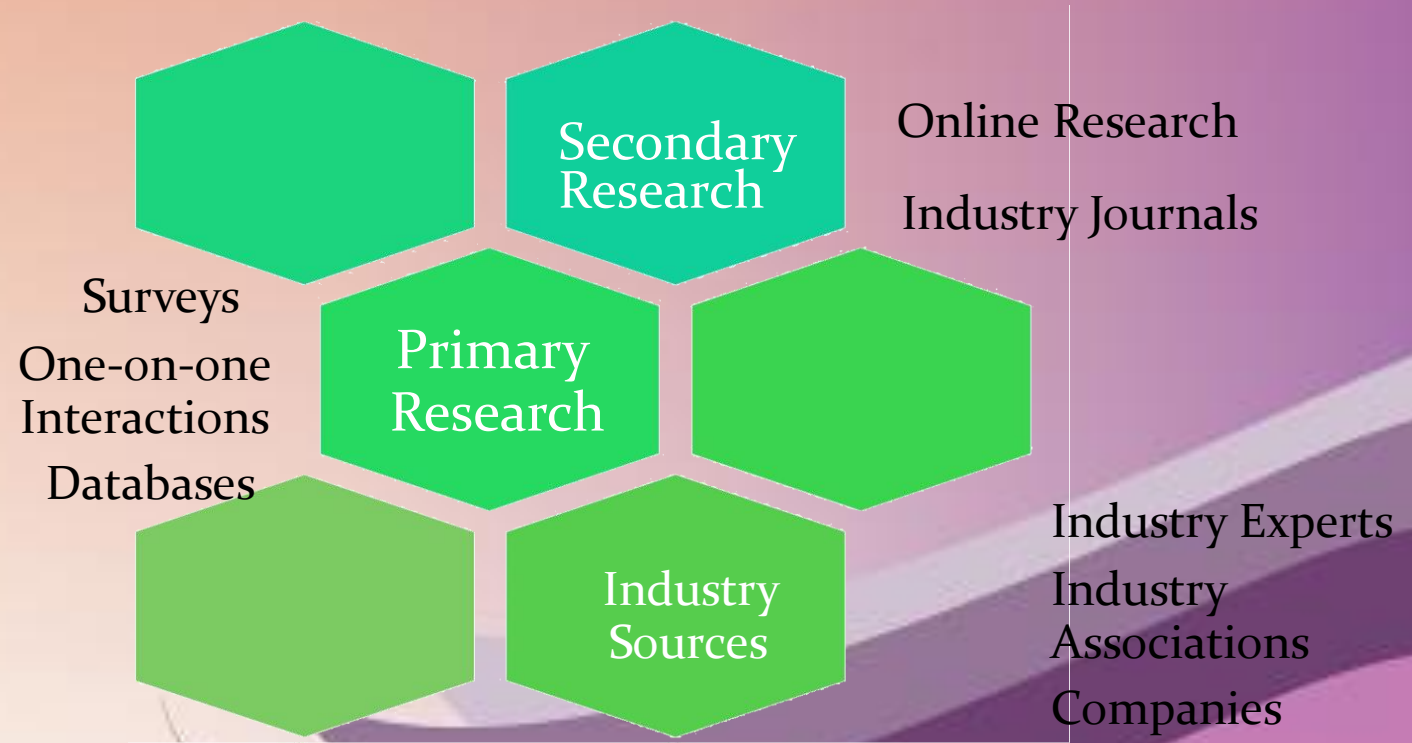 Secondary
Research
Online Research
Industry Journals
Surveys
One-on-one
Interactions
Databases
Primary
Research
Industry
Sources
Industry Experts
Industry
Associations
Companies